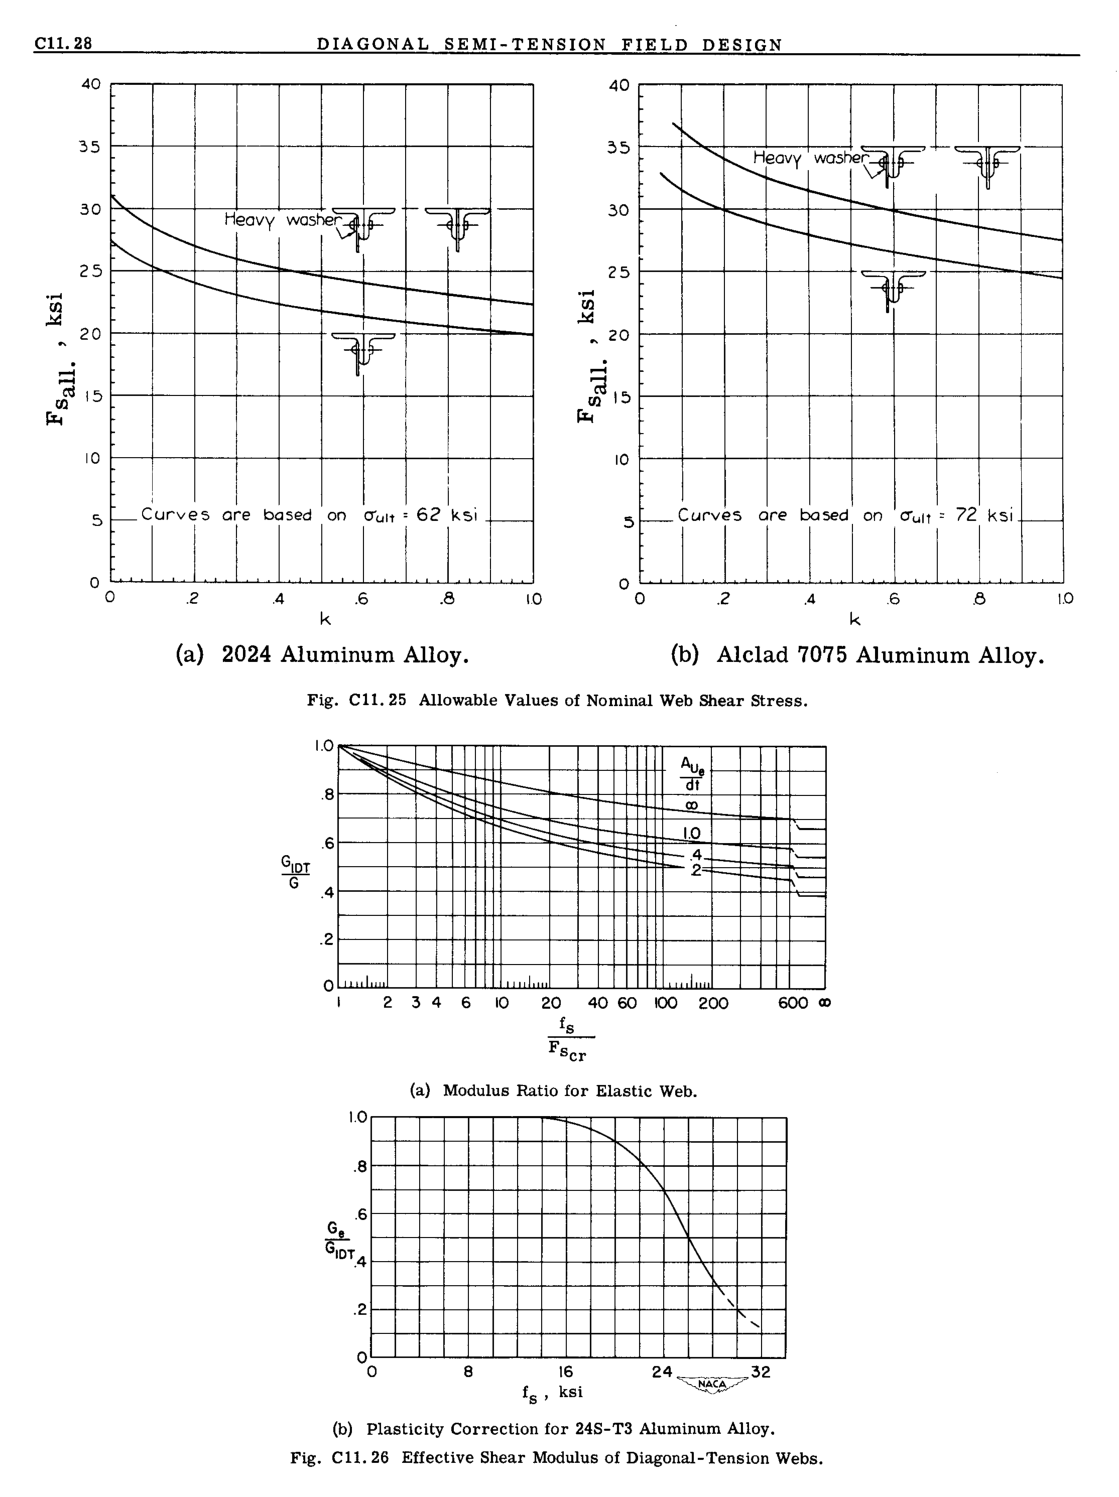 C11.28 DIAGONAL SEMI-TENSION FIELD DESIGN
40
35
30
25
20
15
10
5
0
Fsall. , ksi
Heavy washer
Curves are based on σult = 62 ksi
0 .2 .4 .6 .8 1.0
k
(a) 2024 Aluminum Alloy.
40
35
30
25
20
15
10
5
0
Fsall. , ksi
Heavy washer
Curves are based on σult = 72 ksi
0 .2 .4 .6 .8 1.0
k
(b) Alclad 7075 Aluminum Alloy.
Fig. C11.25 Allowable Values of Nominal Web Shear Stress.
1.0
.8
.6
.4
.2
0
GIDT
G
AUe
dt
∞
1.0
.4
.2
1 2 3 4 6 10 20 40 60 100 200 600 ∞
fs
Fscr
(a) Modulus Ratio for Elastic Web.
1.0
.8
.6
.4
.2
0
Ge
GIDT
0 8 16 24 32
NACA
fs , ksi
(b) Plasticity Correction for 24S-T3 Aluminum Alloy.
Fig. C11.26 Effective Shear Modulus of Diagonal-Tension Webs.